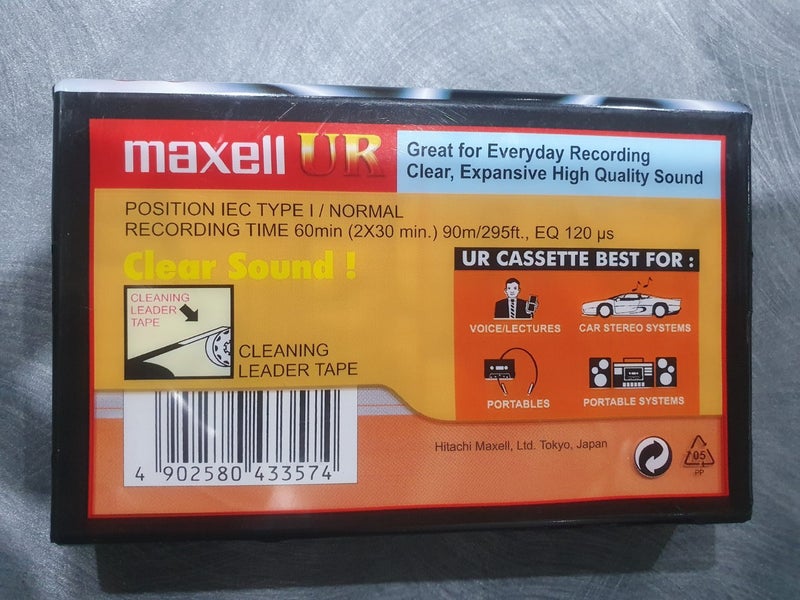 maxell UR
Great for Everyday Recording
Clear, Expansive High Quality Sound
POSITION IEC TYPE I / NORMAL
RECORDING TIME 60min (2X30 min.) 90m/295ft., EQ 120 µs
Clear Sound !
CLEANING
LEADER
TAPE
CLEANING
LEADER TAPE
UR CASSETTE BEST FOR :
VOICE/LECTURES
CAR STEREO SYSTEMS
PORTABLES
PORTABLE SYSTEMS
4 902580 433574
Hitachi Maxell, Ltd. Tokyo, Japan
05
PP